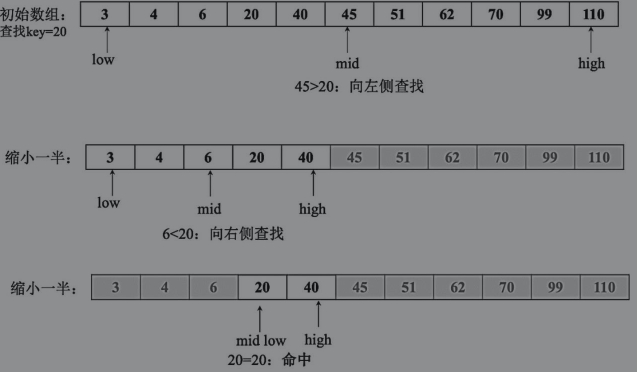 初始数组： 3 4 6 20 40 45 51 62 70 99 110
查找key=20
low mid high
45>20：向左侧查找
缩小一半： 3 4 6 20 40 45 51 62 70 99 110
low mid high
6<20：向右侧查找
缩小一半： 3 4 6 20 40 45 51 62 70 99 110
mid low high
20=20：命中